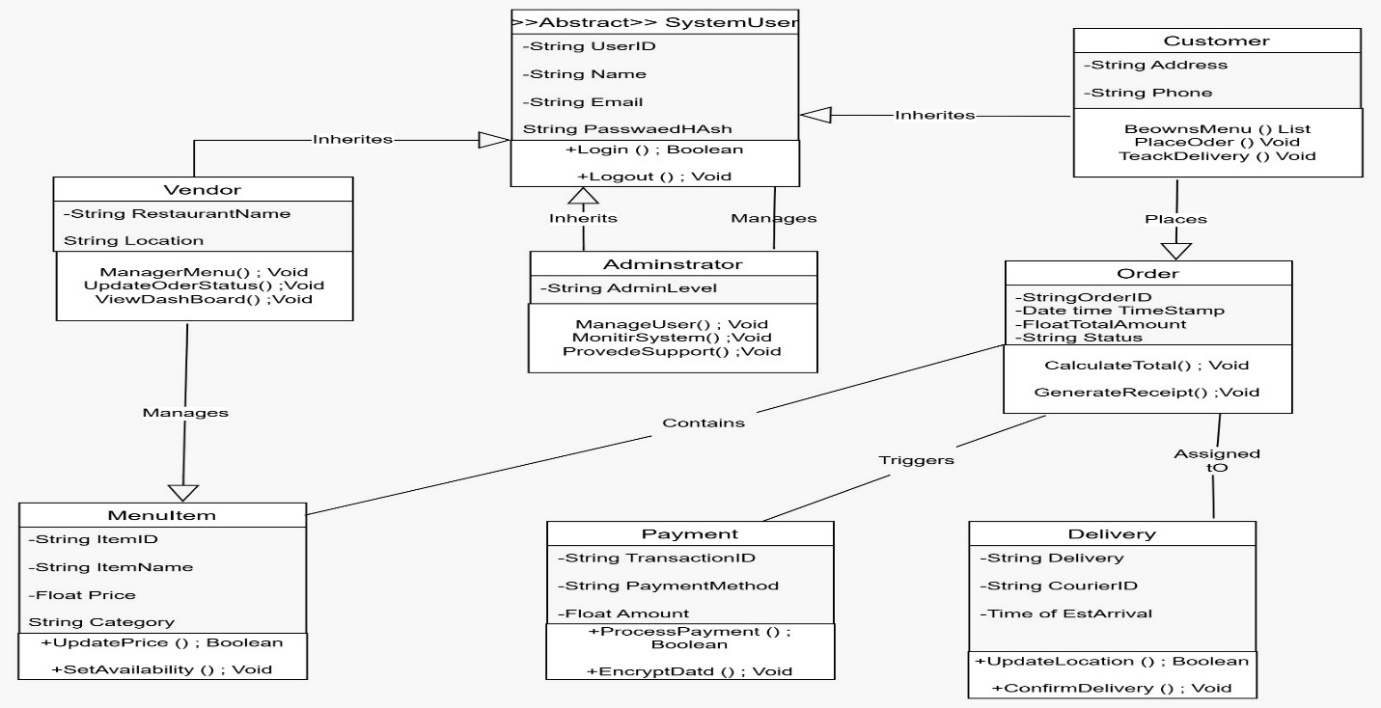 >>Abstract>> SystemUser
-String UserID
-String Name
-String Email
String PasswaedHAsh
+Login () ; Boolean
+Logout () ; Void
Customer
-String Address
-String Phone
BeownsMenu () List
PlaceOder () Void
TeackDelivery () Void
Inherites
Inherites
Vendor
-String RestaurantName
String Location
ManagerMenu() ; Void
UpdateOderStatus() ;Void
ViewDashBoard() ;Void
Inherits
Manages
Places
Adminstrator
-String AdminLevel
ManageUser() ; Void
MonitirSystem() ;Void
ProvedeSupport() ;Void
Order
-StringOrderID
-Date time TimeStamp
-FloatTotalAmount
-String Status
CalculateTotal() ; Void
GenerateReceipt() ;Void
Manages
Contains
Triggers
Assigned
tO
MenuItem
-String ItemID
-String ItemName
-Float Price
String Category
+UpdatePrice () ; Boolean
+SetAvailability () ; Void
Payment
-String TransactionID
-String PaymentMethod
-Float Amount
+ProcessPayment () ;
Boolean
+EncryptDatd () ; Void
Delivery
-String Delivery
-String CourierID
-Time of EstArrival
+UpdateLocation () ; Boolean
+ConfirmDelivery () ; Void